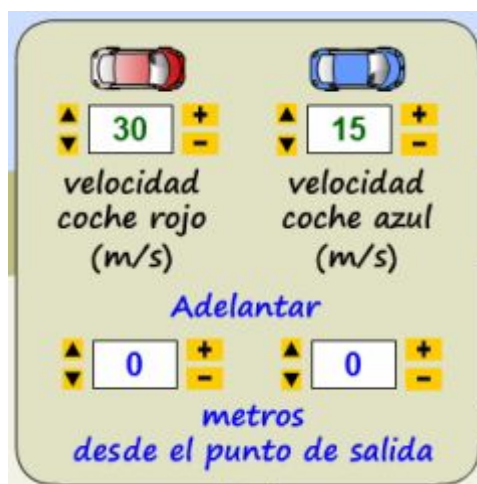 30 + - 15 + -
velocidad velocidad
coche rojo coche azul
(m/s) (m/s)
Adelantar
0 + - 0 + -
metros
desde el punto de salida